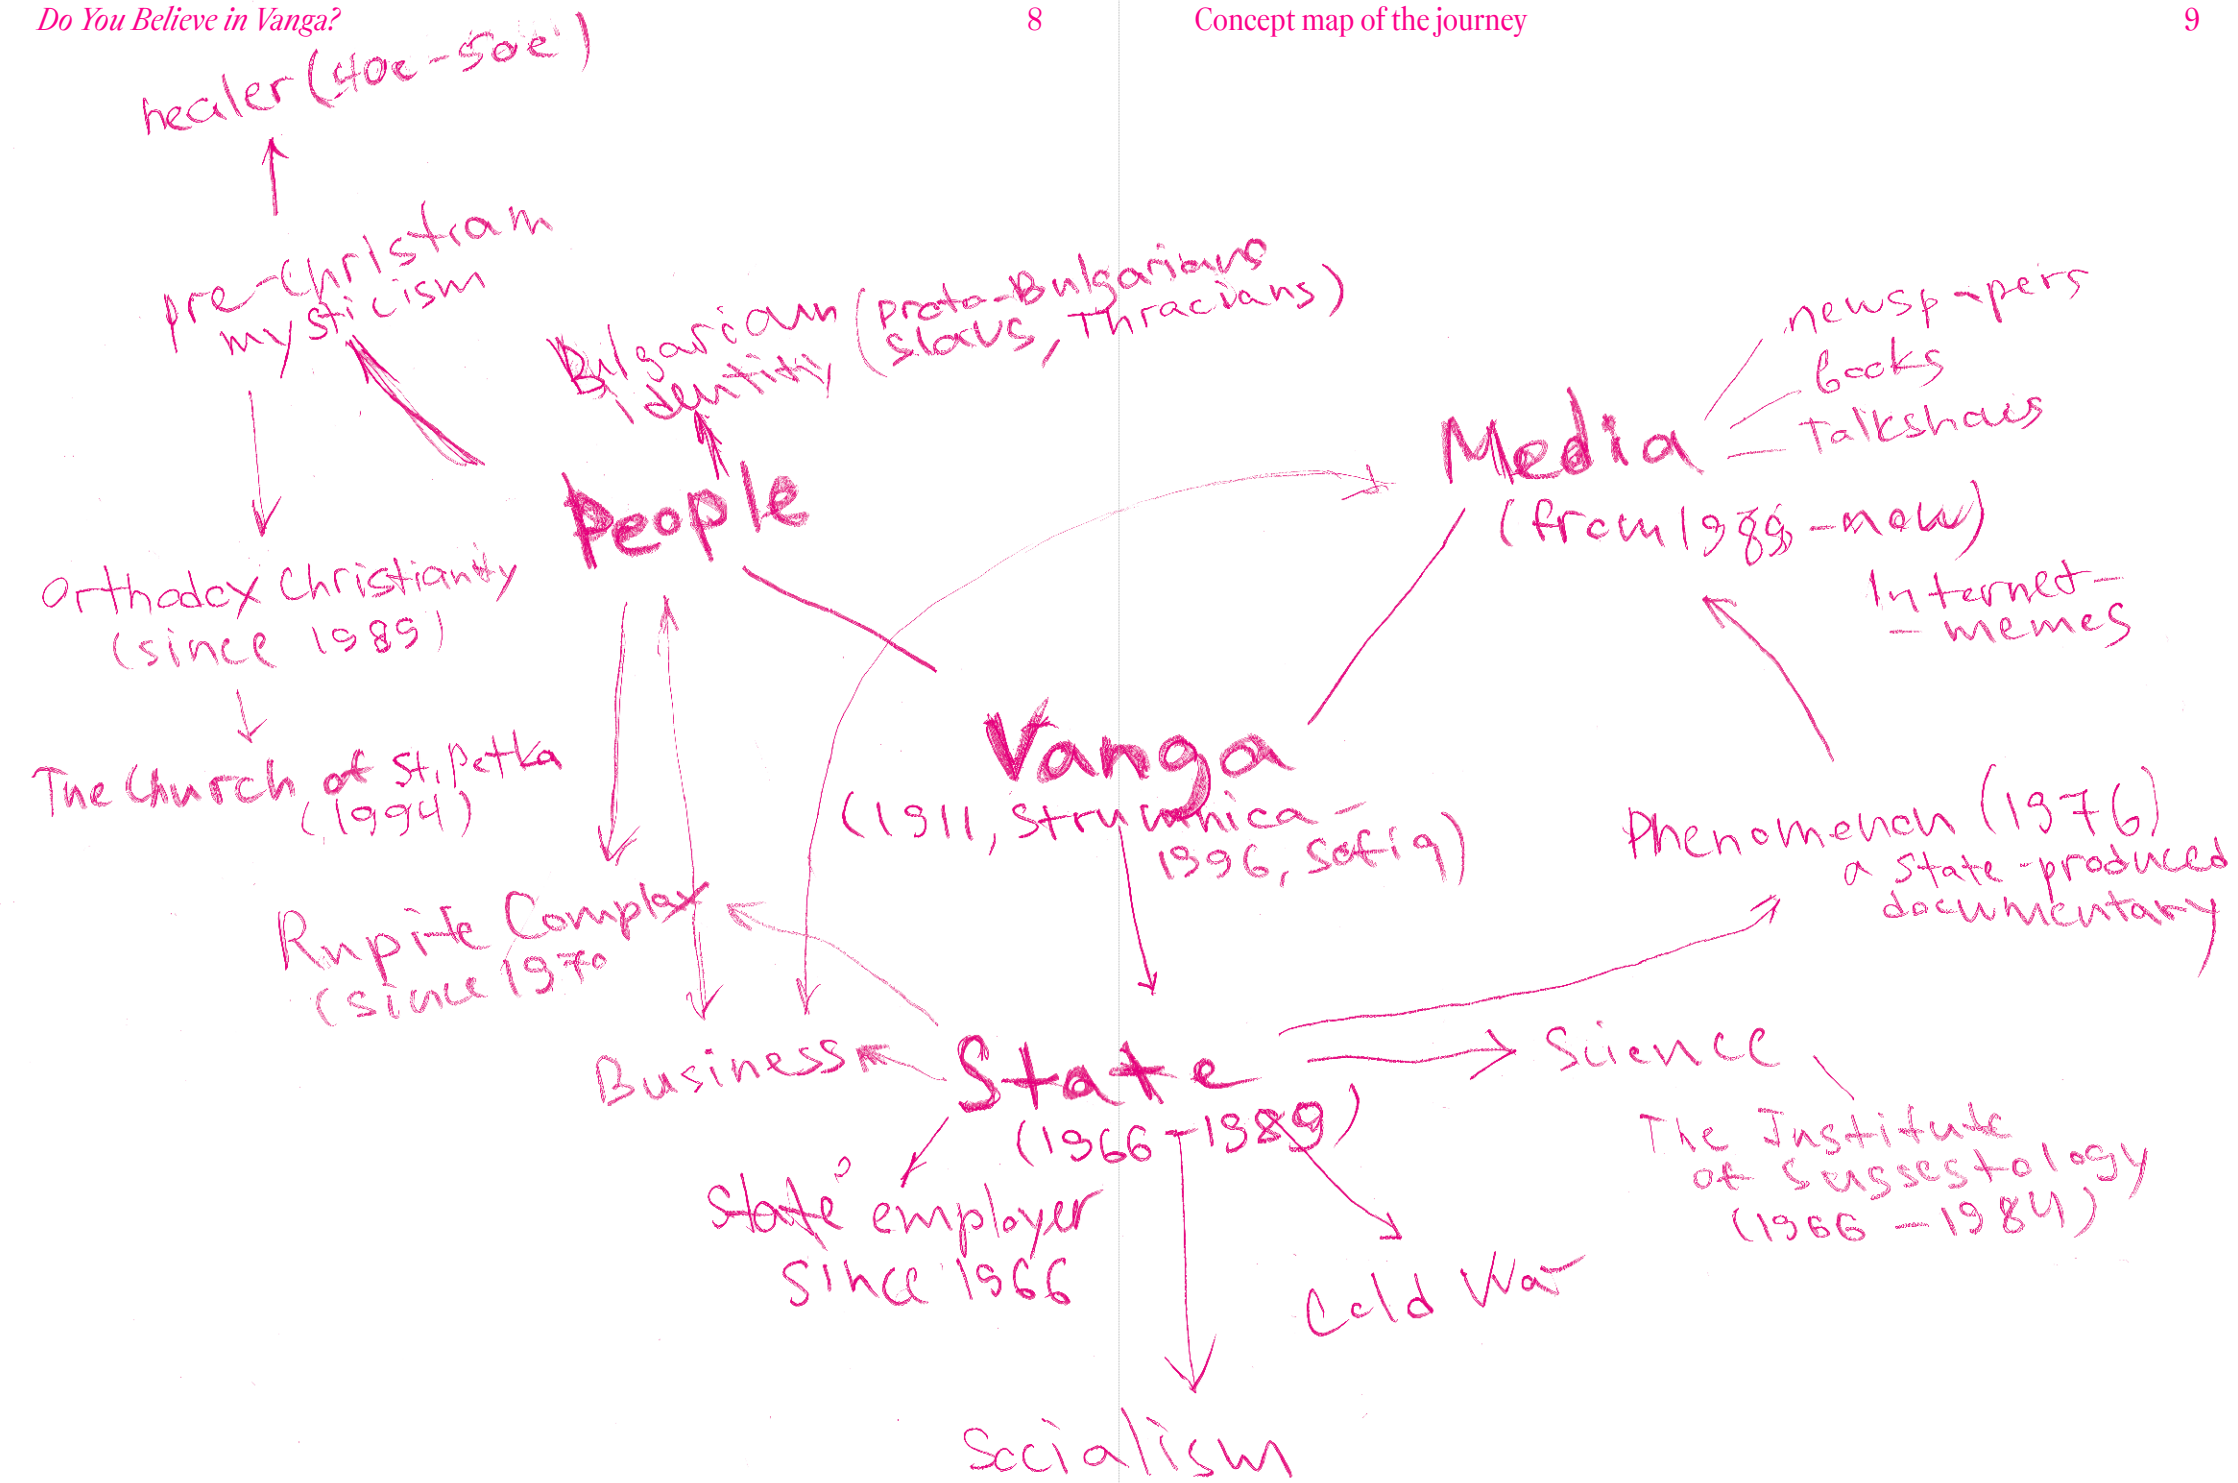 Do You Believe in Vanga?
8
Concept map of the journey
9
healer (40e-50e')
pre-Christian
mysticism
Bulgarian
identity
(proto-Bulgarians
Slavs, Thracians)
newspapers
books
Talkshows
Media
(from 1989-now)
Internet-
- memes
People
Orthodox Christianity
(since 1989)
The Church of St. Petka
(1994)
Vanga
(1911, Strumnica -
1996, Sofia)
Phenomenon (1976)
a state-produced
documentary
Rupite Complex
(since 1970
Business
State
(1966-1989)
Science
The Institute
of Suggestology
(1966 - 1984)
State employer
since 1966
Cold War
Socialism